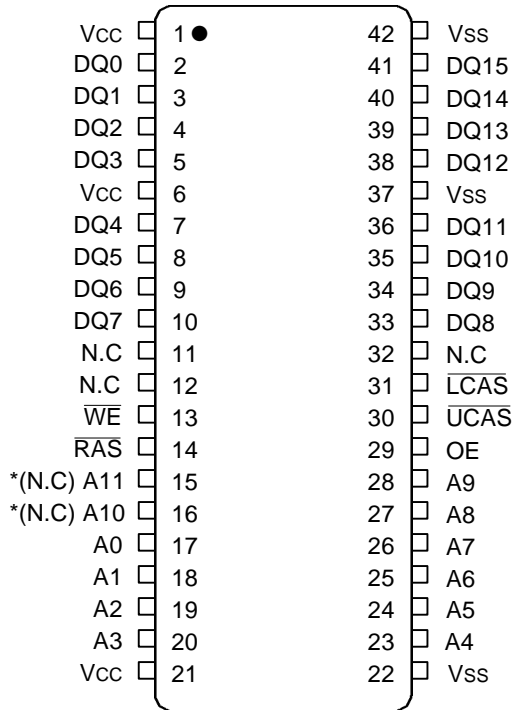 Vcc 1 42 Vss
DQ0 2 41 DQ15
DQ1 3 40 DQ14
DQ2 4 39 DQ13
DQ3 5 38 DQ12
Vcc 6 37 Vss
DQ4 7 36 DQ11
DQ5 8 35 DQ10
DQ6 9 34 DQ9
DQ7 10 33 DQ8
N.C 11 32 N.C
N.C 12 31 L̅C̅A̅S̅
W̅E̅ 13 30 U̅C̅A̅S̅
R̅A̅S̅ 14 29 OE
*(N.C) A11 15 28 A9
*(N.C) A10 16 27 A8
A0 17 26 A7
A1 18 25 A6
A2 19 24 A5
A3 20 23 A4
Vcc 21 22 Vss